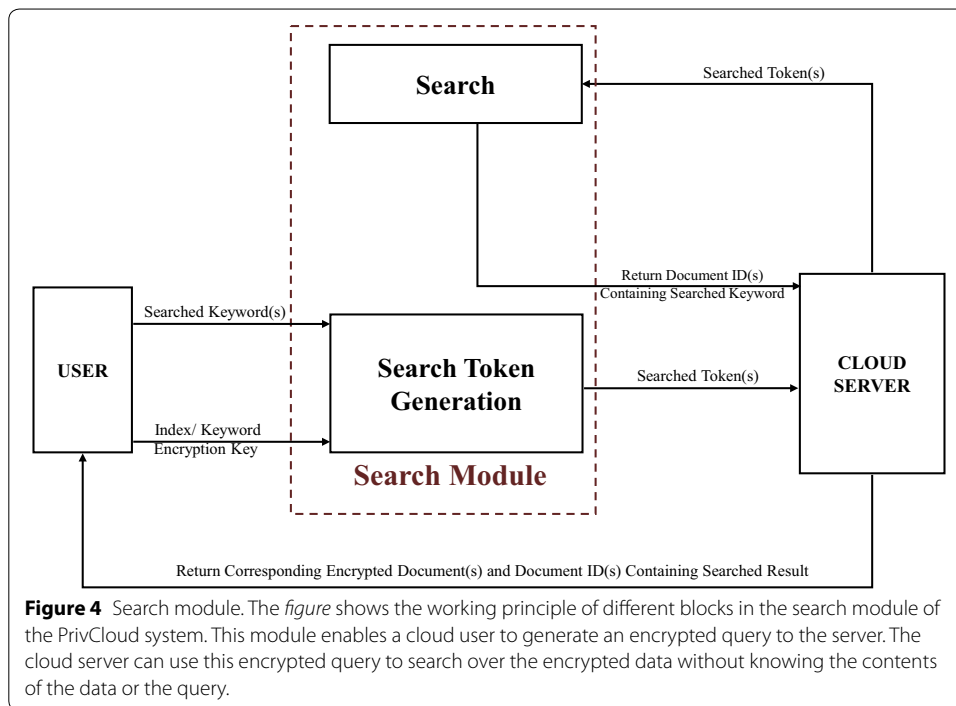 Search
Searched Token(s)
Return Document ID(s)
Containing Searched Keyword
Searched Keyword(s)
USER
Search Token
Generation
Searched Token(s)
CLOUD
SERVER
Index/ Keyword
Encryption Key
Search Module
Return Corresponding Encrypted Document(s) and Document ID(s) Containing Searched Result
Figure 4 Search module. The figure shows the working principle of different blocks in the search module of
the PrivCloud system. This module enables a cloud user to generate an encrypted query to the server. The
cloud server can use this encrypted query to search over the encrypted data without knowing the contents
of the data or the query.